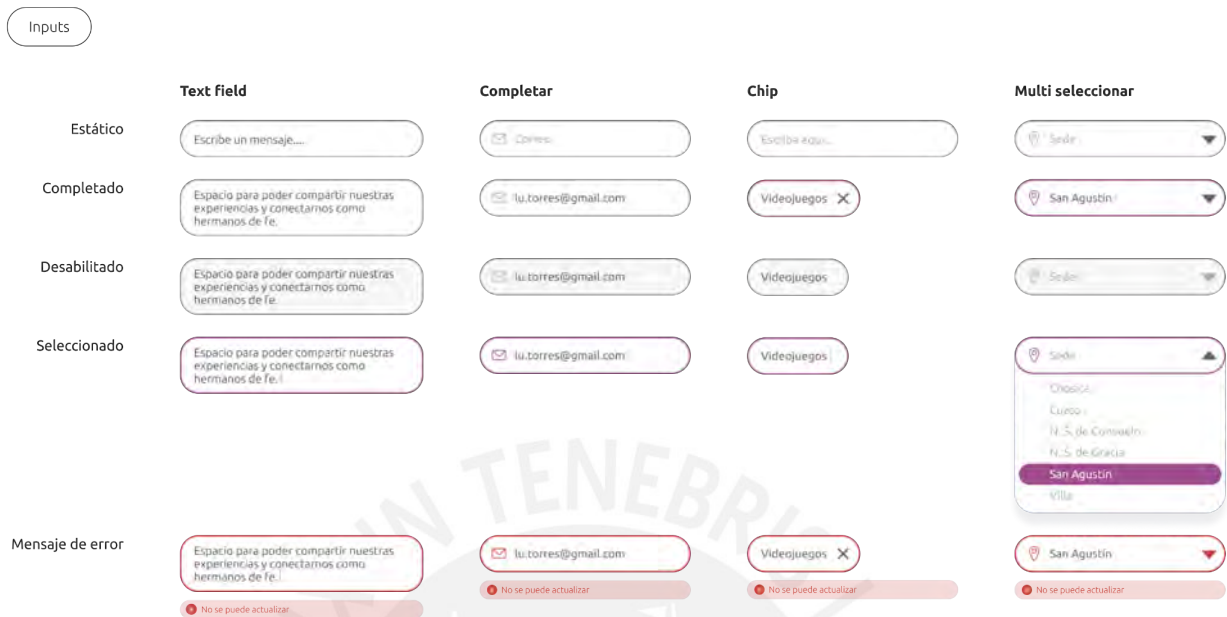 Inputs
Text field Completar Chip Multi seleccionar
Estático
Escribe un mensaje....
Correo
Escriba aquí...
Sede
Completado
Espacio para poder compartir nuestras
experiencias y conectarnos como
hermanos de fe.
lu.torres@gmail.com
Videojuegos
San Agustín
Desabilitado
Espacio para poder compartir nuestras
experiencias y conectarnos como
hermanos de fe.
lu.torres@gmail.com
Videojuegos
Sede
Seleccionado
Espacio para poder compartir nuestras
experiencias y conectarnos como
hermanos de fe.
lu.torres@gmail.com
Videojuegos
Sede
Chosica
Cusco
N. S. de Consuelo
N. S. de Gracia
San Agustín
Villa
Mensaje de error
Espacio para poder compartir nuestras
experiencias y conectarnos como
hermanos de fe.
No se puede actualizar
lu.torres@gmail.com
No se puede actualizar
Videojuegos
No se puede actualizar
San Agustín
No se puede actualizar
IN TENEBRIS